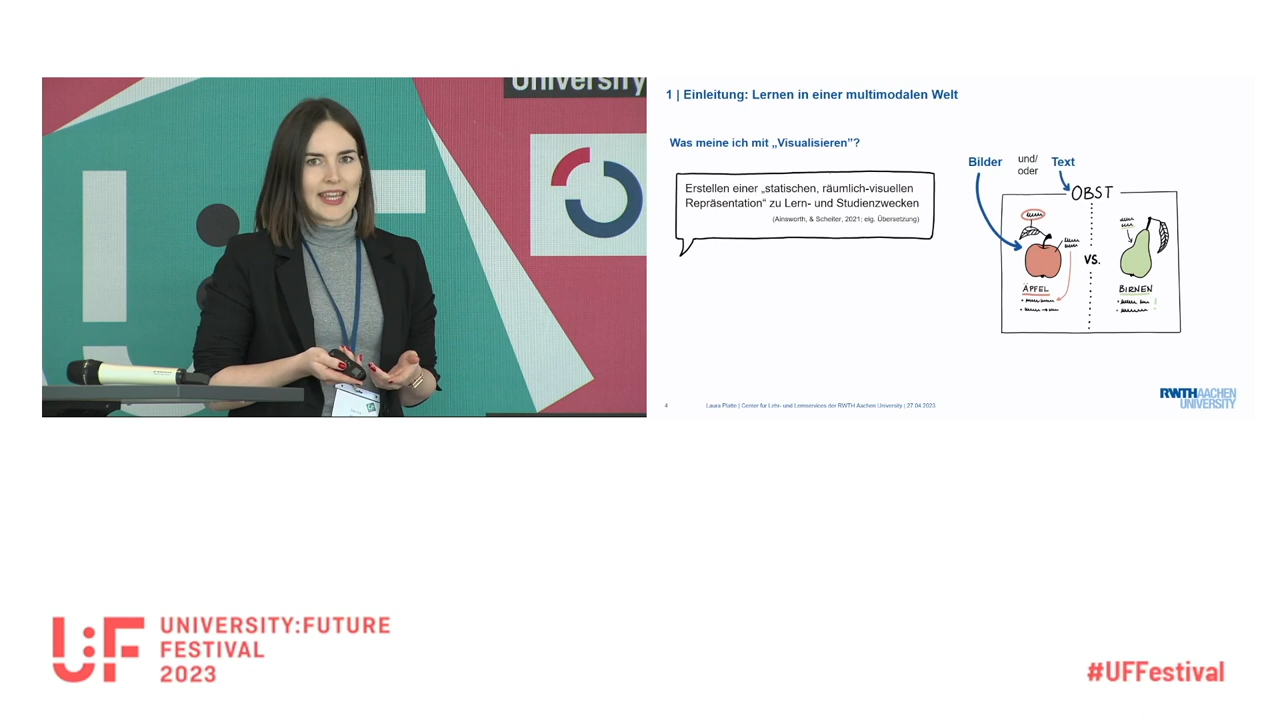 University
1 | Einleitung: Lernen in einer multimodalen Welt
Was meine ich mit „Visualisieren”?
Erstellen einer „statischen, räumlich-visuellen
Repräsentation“ zu Lern- und Studienzwecken
(Ainsworth, & Scheiter, 2021; eig. Übersetzung)
Bilder und/oder Text
OBST
VS.
ÄPFEL
BIRNEN
4 Laura Platte | Center für Lehr- und Lernservices der RWTH Aachen University | 27.04.2023
RWTHAACHEN
UNIVERSITY
UNIVERSITY:FUTURE
FESTIVAL
2023
#UFFestival